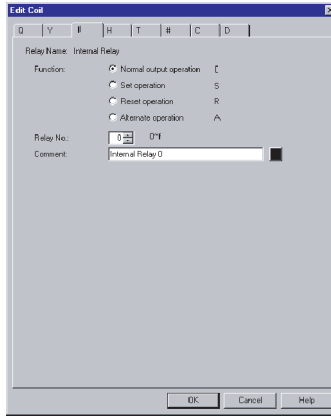 Edit Coil
Q Y M H T # C D
Relay Name: Internal Relay
Function: Normal output operation [
Set operation S
Reset operation R
Alternate operation A
Relay No.: 0 0~f
Comment: Internal Relay 0
OK Cancel Help